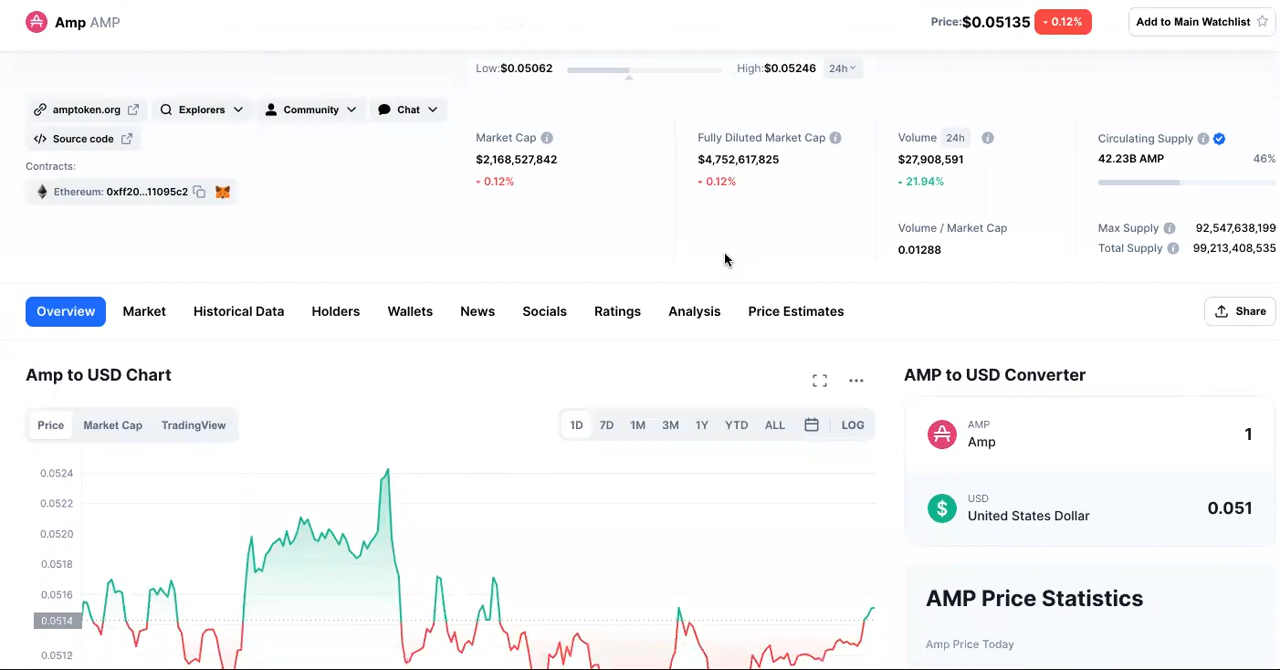 Amp AMP
Price:$0.05135 0.12%
Add to Main Watchlist
Low:$0.05062 High:$0.05246 24h
amptoken.org Explorers Community Chat
Source code
Contracts:
Ethereum: 0xff20...11095c2
Market Cap
$2,168,527,842
0.12%
Fully Diluted Market Cap
$4,752,617,825
0.12%
Volume 24h
$27,908,591
21.94%
Volume / Market Cap
0.01288
Circulating Supply
42.23B AMP 46%
Max Supply 92,547,638,199
Total Supply 99,213,408,535
Overview Market Historical Data Holders Wallets News Socials Ratings Analysis Price Estimates Share
Amp to USD Chart
Price Market Cap TradingView
1D 7D 1M 3M 1Y YTD ALL LOG
0.0524
0.0522
0.0520
0.0518
0.0516
0.0514
0.0512
AMP to USD Converter
AMP
Amp 1
USD
United States Dollar 0.051
AMP Price Statistics
Amp Price Today